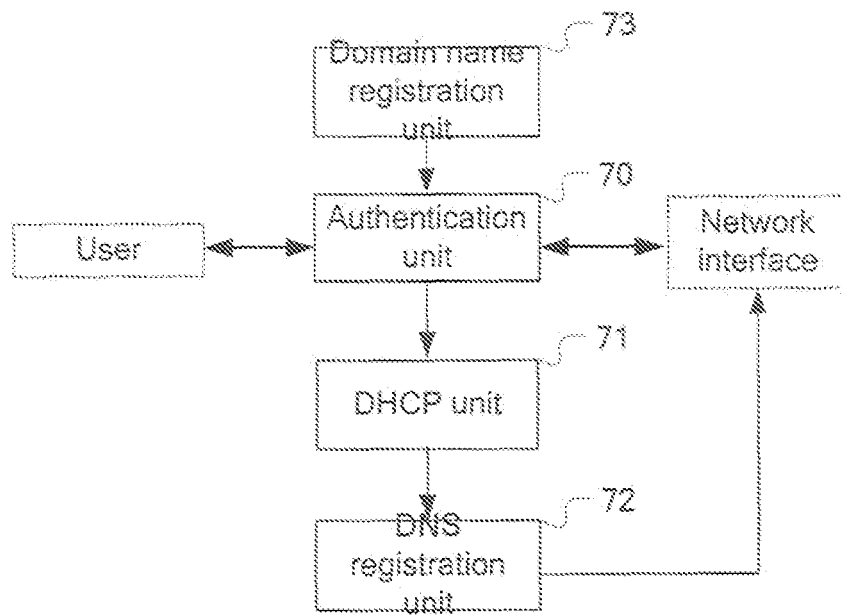 73
Domain name
registration
unit
70
User
Authentication
unit
Network
interface
71
DHCP unit
72
DNS
registration
unit